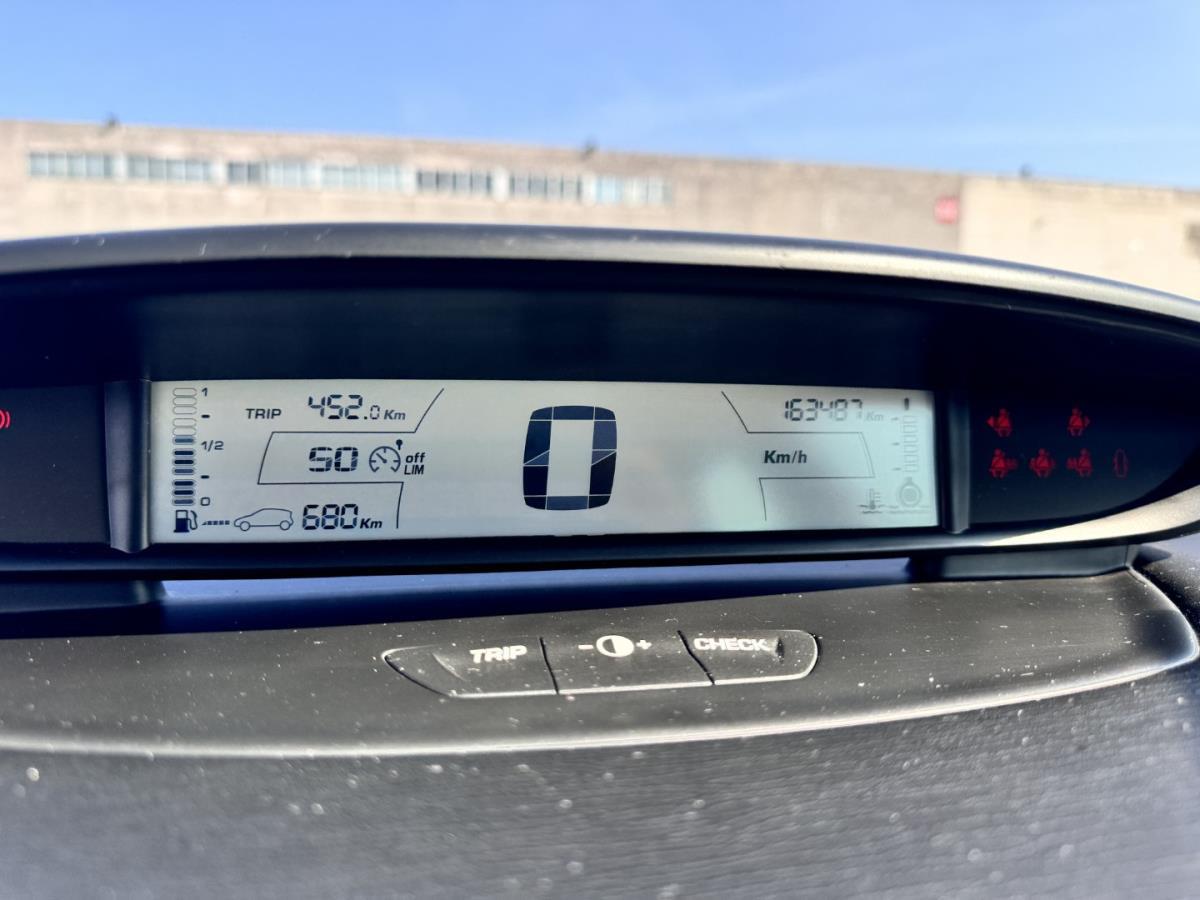 1
TRIP 452.0 Km
1/2
50 off
LIM
0
680 Km
0
163487 Km
Km/h
TRIP - + CHECK